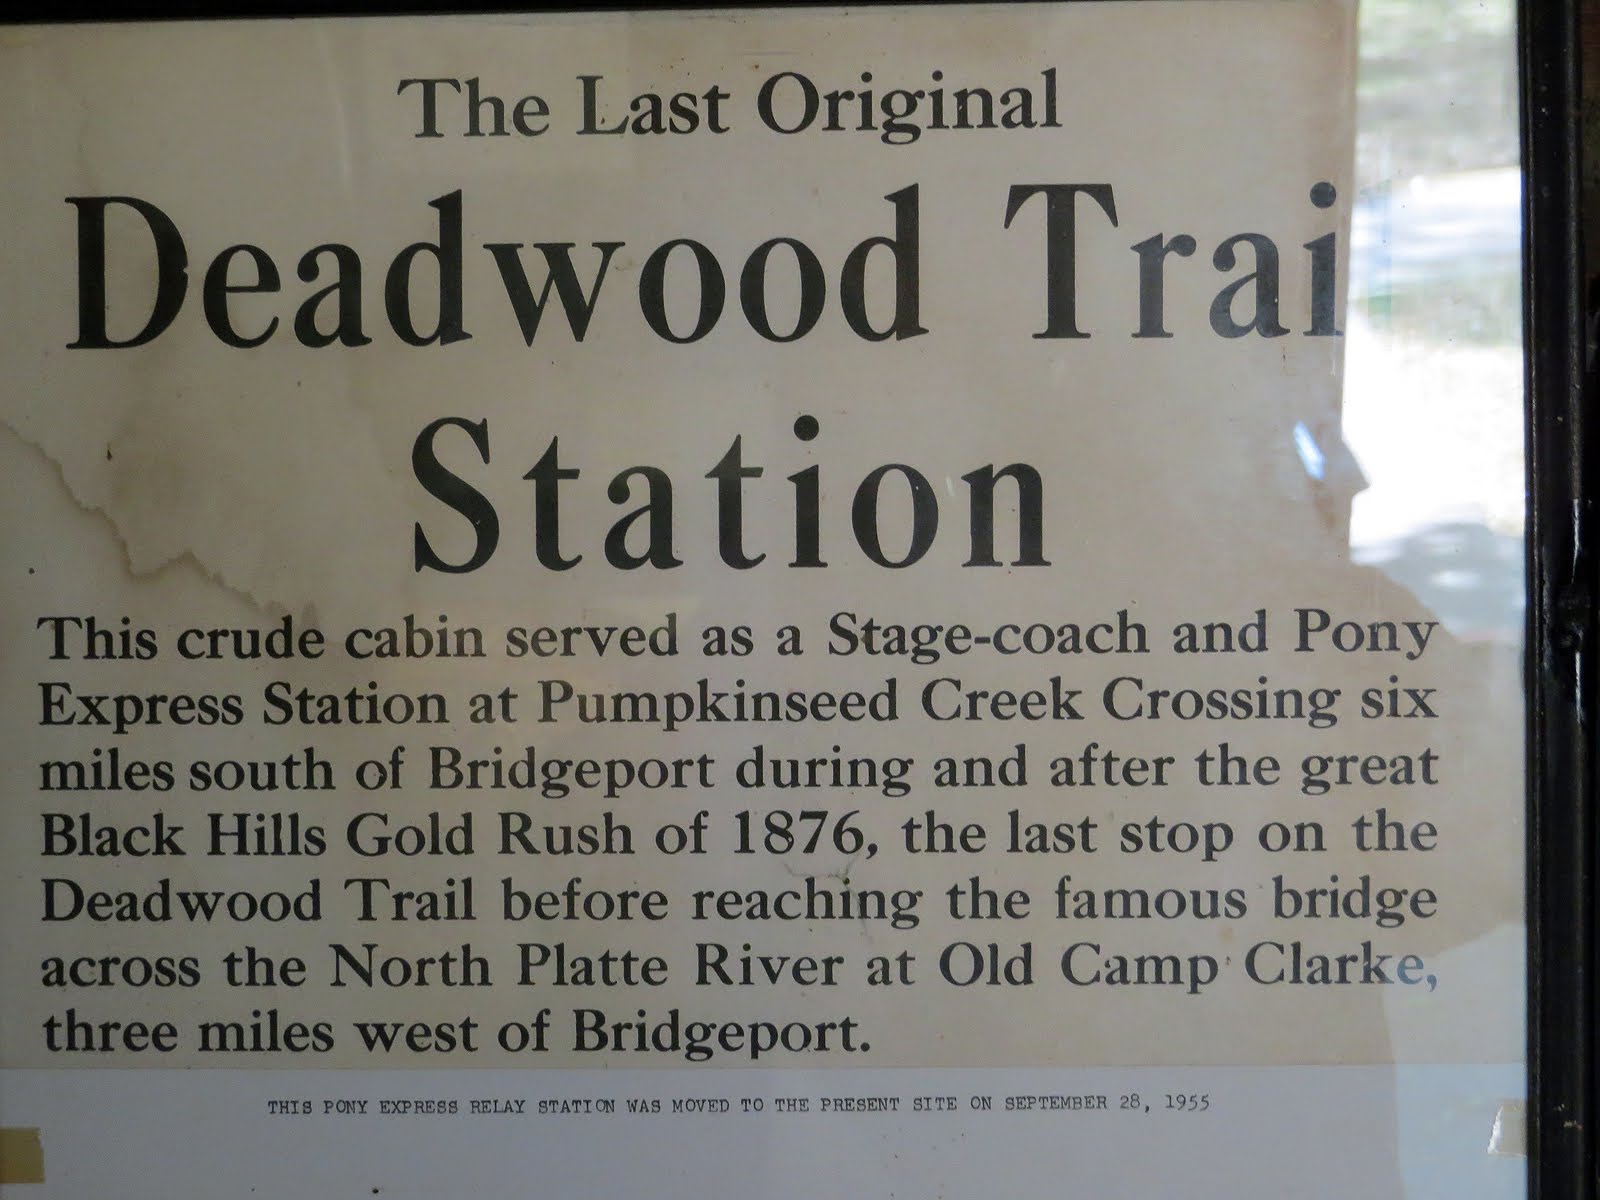 The Last Original
Deadwood Trai
Station
This crude cabin served as a Stage-coach and Pony
Express Station at Pumpkinseed Creek Crossing six
miles south of Bridgeport during and after the great
Black Hills Gold Rush of 1876, the last stop on the
Deadwood Trail before reaching the famous bridge
across the North Platte River at Old Camp Clarke,
three miles west of Bridgeport.
THIS PONY EXPRESS RELAY STATION WAS MOVED TO THE PRESENT SITE ON SEPTEMBER 28, 1955